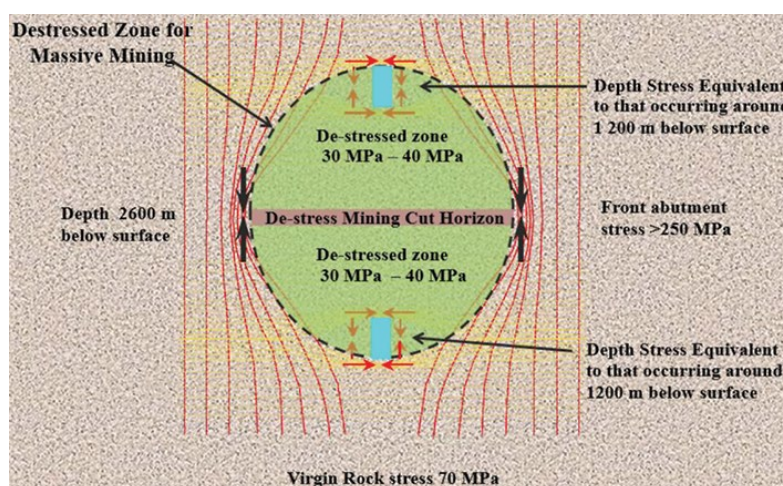 Destressed Zone for
Massive Mining
Depth Stress Equivalent
to that occurring around
1 200 m below surface
De-stressed zone
30 MPa – 40 MPa
Depth 2600 m
below surface
De-stress Mining Cut Horizon
Front abutment
stress >250 MPa
De-stressed zone
30 MPa – 40 MPa
Depth Stress Equivalent
to that occurring around
1200 m below surface
Virgin Rock stress 70 MPa